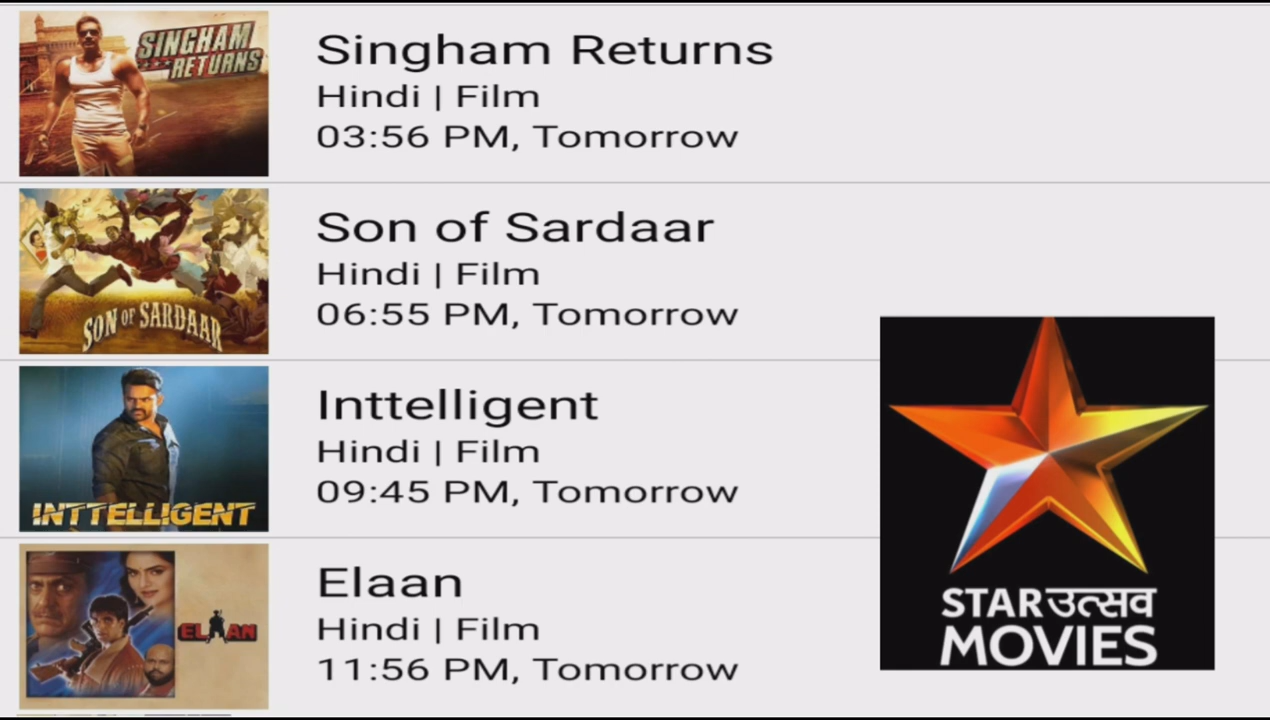 SINGHAM
RETURNS
Singham Returns
Hindi | Film
03:56 PM, Tomorrow
SON OF SARDAAR
Son of Sardaar
Hindi | Film
06:55 PM, Tomorrow
INTTELLIGENT
Inttelligent
Hindi | Film
09:45 PM, Tomorrow
ELAAN
Elaan
Hindi | Film
11:56 PM, Tomorrow
STAR उत्सव
MOVIES